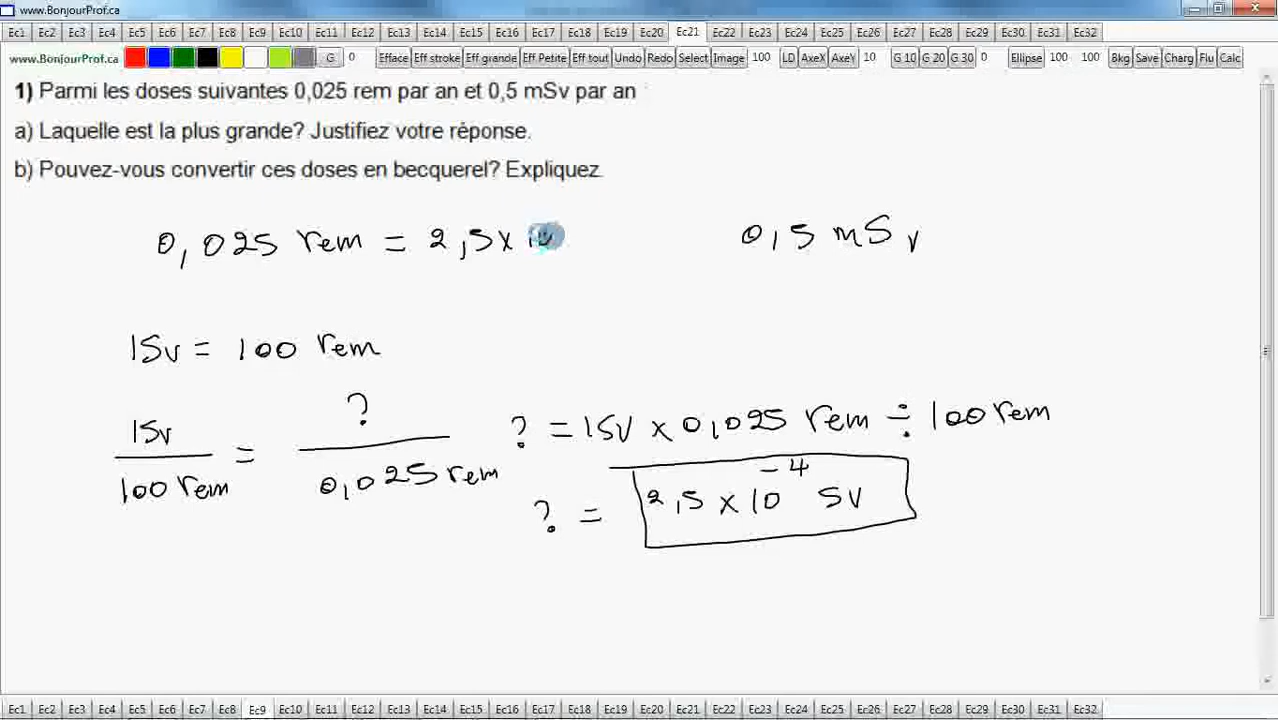 www.BonjourProf.ca
Ec1 Ec2 Ec3 Ec4 Ec5 Ec6 Ec7 Ec8 Ec9 Ec10 Ec11 Ec12 Ec13 Ec14 Ec15 Ec16 Ec17 Ec18 Ec19 Ec20 Ec21 Ec22 Ec23 Ec24 Ec25 Ec26 Ec27 Ec28 Ec29 Ec30 Ec31 Ec32
www.BonjourProf.ca G 0 Efface Eff stroke Eff grande Eff Petite Eff tout Undo Redo Select Image 100 LD AxeX AxeY 10 G 10 G 20 G 30 0 Ellipse 100 100 Bkg Save Charg Flu Calc
1) Parmi les doses suivantes 0,025 rem par an et 0,5 mSv par an
a) Laquelle est la plus grande? Justifiez votre réponse.
b) Pouvez-vous convertir ces doses en becquerel? Expliquez.
0,025 rem = 2,5 x 10
0,5 mSv
1Sv = 100 rem
1Sv / 100 rem = ? / 0,025 rem
? = 1Sv x 0,025 rem ÷ 100 rem
? = 2,5 x 10⁻⁴ Sv
Ec1 Ec2 Ec3 Ec4 Ec5 Ec6 Ec7 Ec8 Ec9 Ec10 Ec11 Ec12 Ec13 Ec14 Ec15 Ec16 Ec17 Ec18 Ec19 Ec20 Ec21 Ec22 Ec23 Ec24 Ec25 Ec26 Ec27 Ec28 Ec29 Ec30 Ec31 Ec32